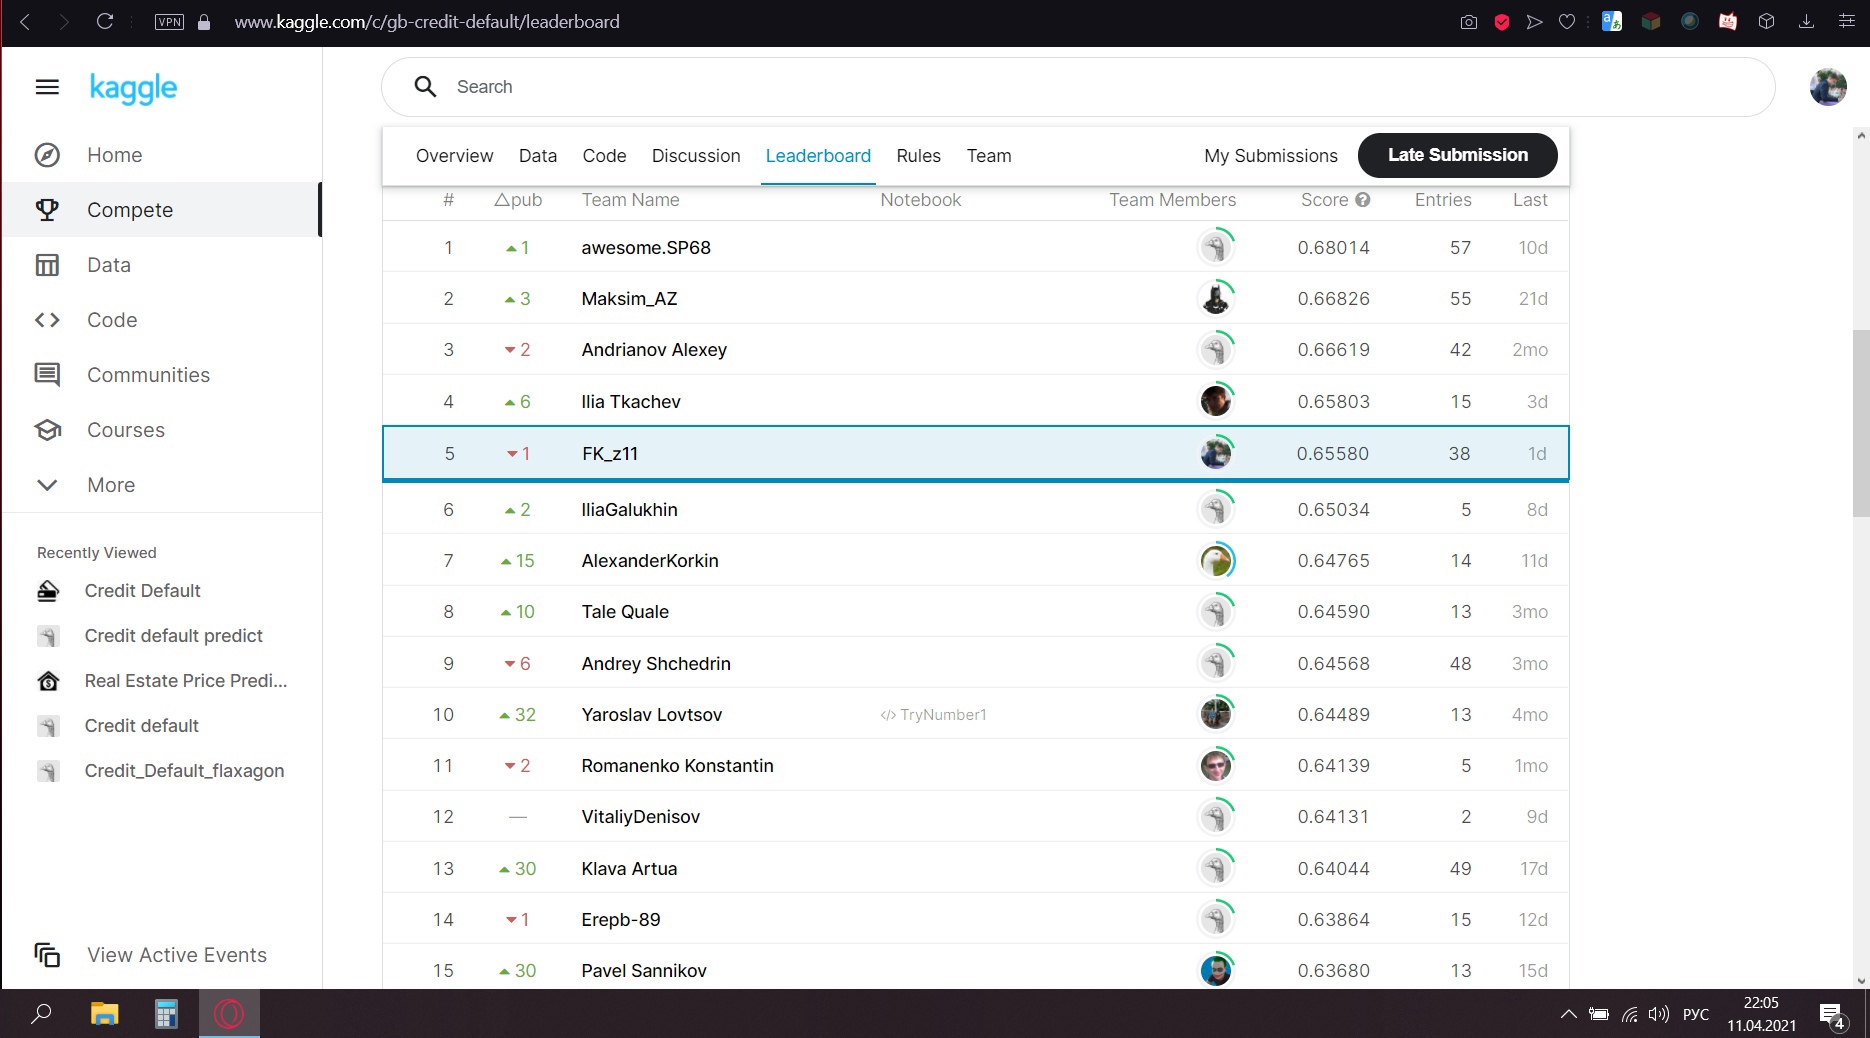 VPN
www.kaggle.com/c/gb-credit-default/leaderboard
kaggle
Search
Home
Compete
Data
Code
Communities
Courses
More
Recently Viewed
Credit Default
Credit default predict
Real Estate Price Predi...
Credit default
Credit_Default_flaxagon
View Active Events
Overview Data Code Discussion Leaderboard Rules Team My Submissions Late Submission
# △pub Team Name Notebook Team Members Score ? Entries Last
1 ▲1 awesome.SP68 0.68014 57 10d
2 ▲3 Maksim_AZ 0.66826 55 21d
3 ▼2 Andrianov Alexey 0.66619 42 2mo
4 ▲6 Ilia Tkachev 0.65803 15 3d
5 ▼1 FK_z11 0.65580 38 1d
6 ▲2 IliaGalukhin 0.65034 5 8d
7 ▲15 AlexanderKorkin 0.64765 14 11d
8 ▲10 Tale Quale 0.64590 13 3mo
9 ▼6 Andrey Shchedrin 0.64568 48 3mo
10 ▲32 Yaroslav Lovtsov </> TryNumber1 0.64489 13 4mo
11 ▼2 Romanenko Konstantin 0.64139 5 1mo
12 — VitaliyDenisov 0.64131 2 9d
13 ▲30 Klava Artua 0.64044 49 17d
14 ▼1 Erepb-89 0.63864 15 12d
15 ▲30 Pavel Sannikov 0.63680 13 15d
РУС
22:05
11.04.2021
4